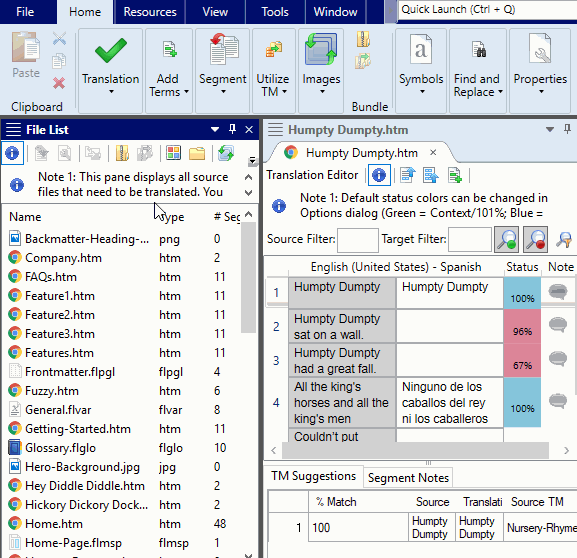 File Home Resources View Tools Window Quick Launch (Ctrl + Q)
Paste Translation Add Terms Segment Utilize TM Images Symbols Find and Replace Properties
Clipboard Bundle
File List
Note 1: This pane displays all source
files that need to be translated. You
Name Type # Seg
Backmatter-Heading-... png 0
Company.htm htm 2
FAQs.htm htm 11
Feature1.htm htm 11
Feature2.htm htm 11
Feature3.htm htm 11
Features.htm htm 11
Frontmatter.flpgl flpgl 4
Fuzzy.htm htm 6
General.flvar flvar 8
Getting-Started.htm htm 11
Glossary.flglo flglo 10
Hero-Background.jpg jpg 0
Hey Diddle Diddle.htm htm 2
Hickory Dickory Dock... htm 2
Home.htm htm 48
Home-Page.flmsp flmsp 1
Humpty Dumpty.htm
Humpty Dumpty.htm
Translation Editor
Note 1: Default status colors can be changed in
Options dialog (Green = Context/101%; Blue =
Source Filter: Target Filter:
English (United States) - Spanish Status Note
1 Humpty Dumpty Humpty Dumpty 100%
2 Humpty Dumpty 96%
sat on a wall.
3 Humpty Dumpty 67%
had a great fall.
4 All the king's Ninguno de los 100%
horses and all the caballos del rey
king's men ni los caballeros
Couldn't put
TM Suggestions Segment Notes
% Match Source Translati Source TM
1 100 Humpty Dumpty Humpty Dumpty Nursery-Rhyme